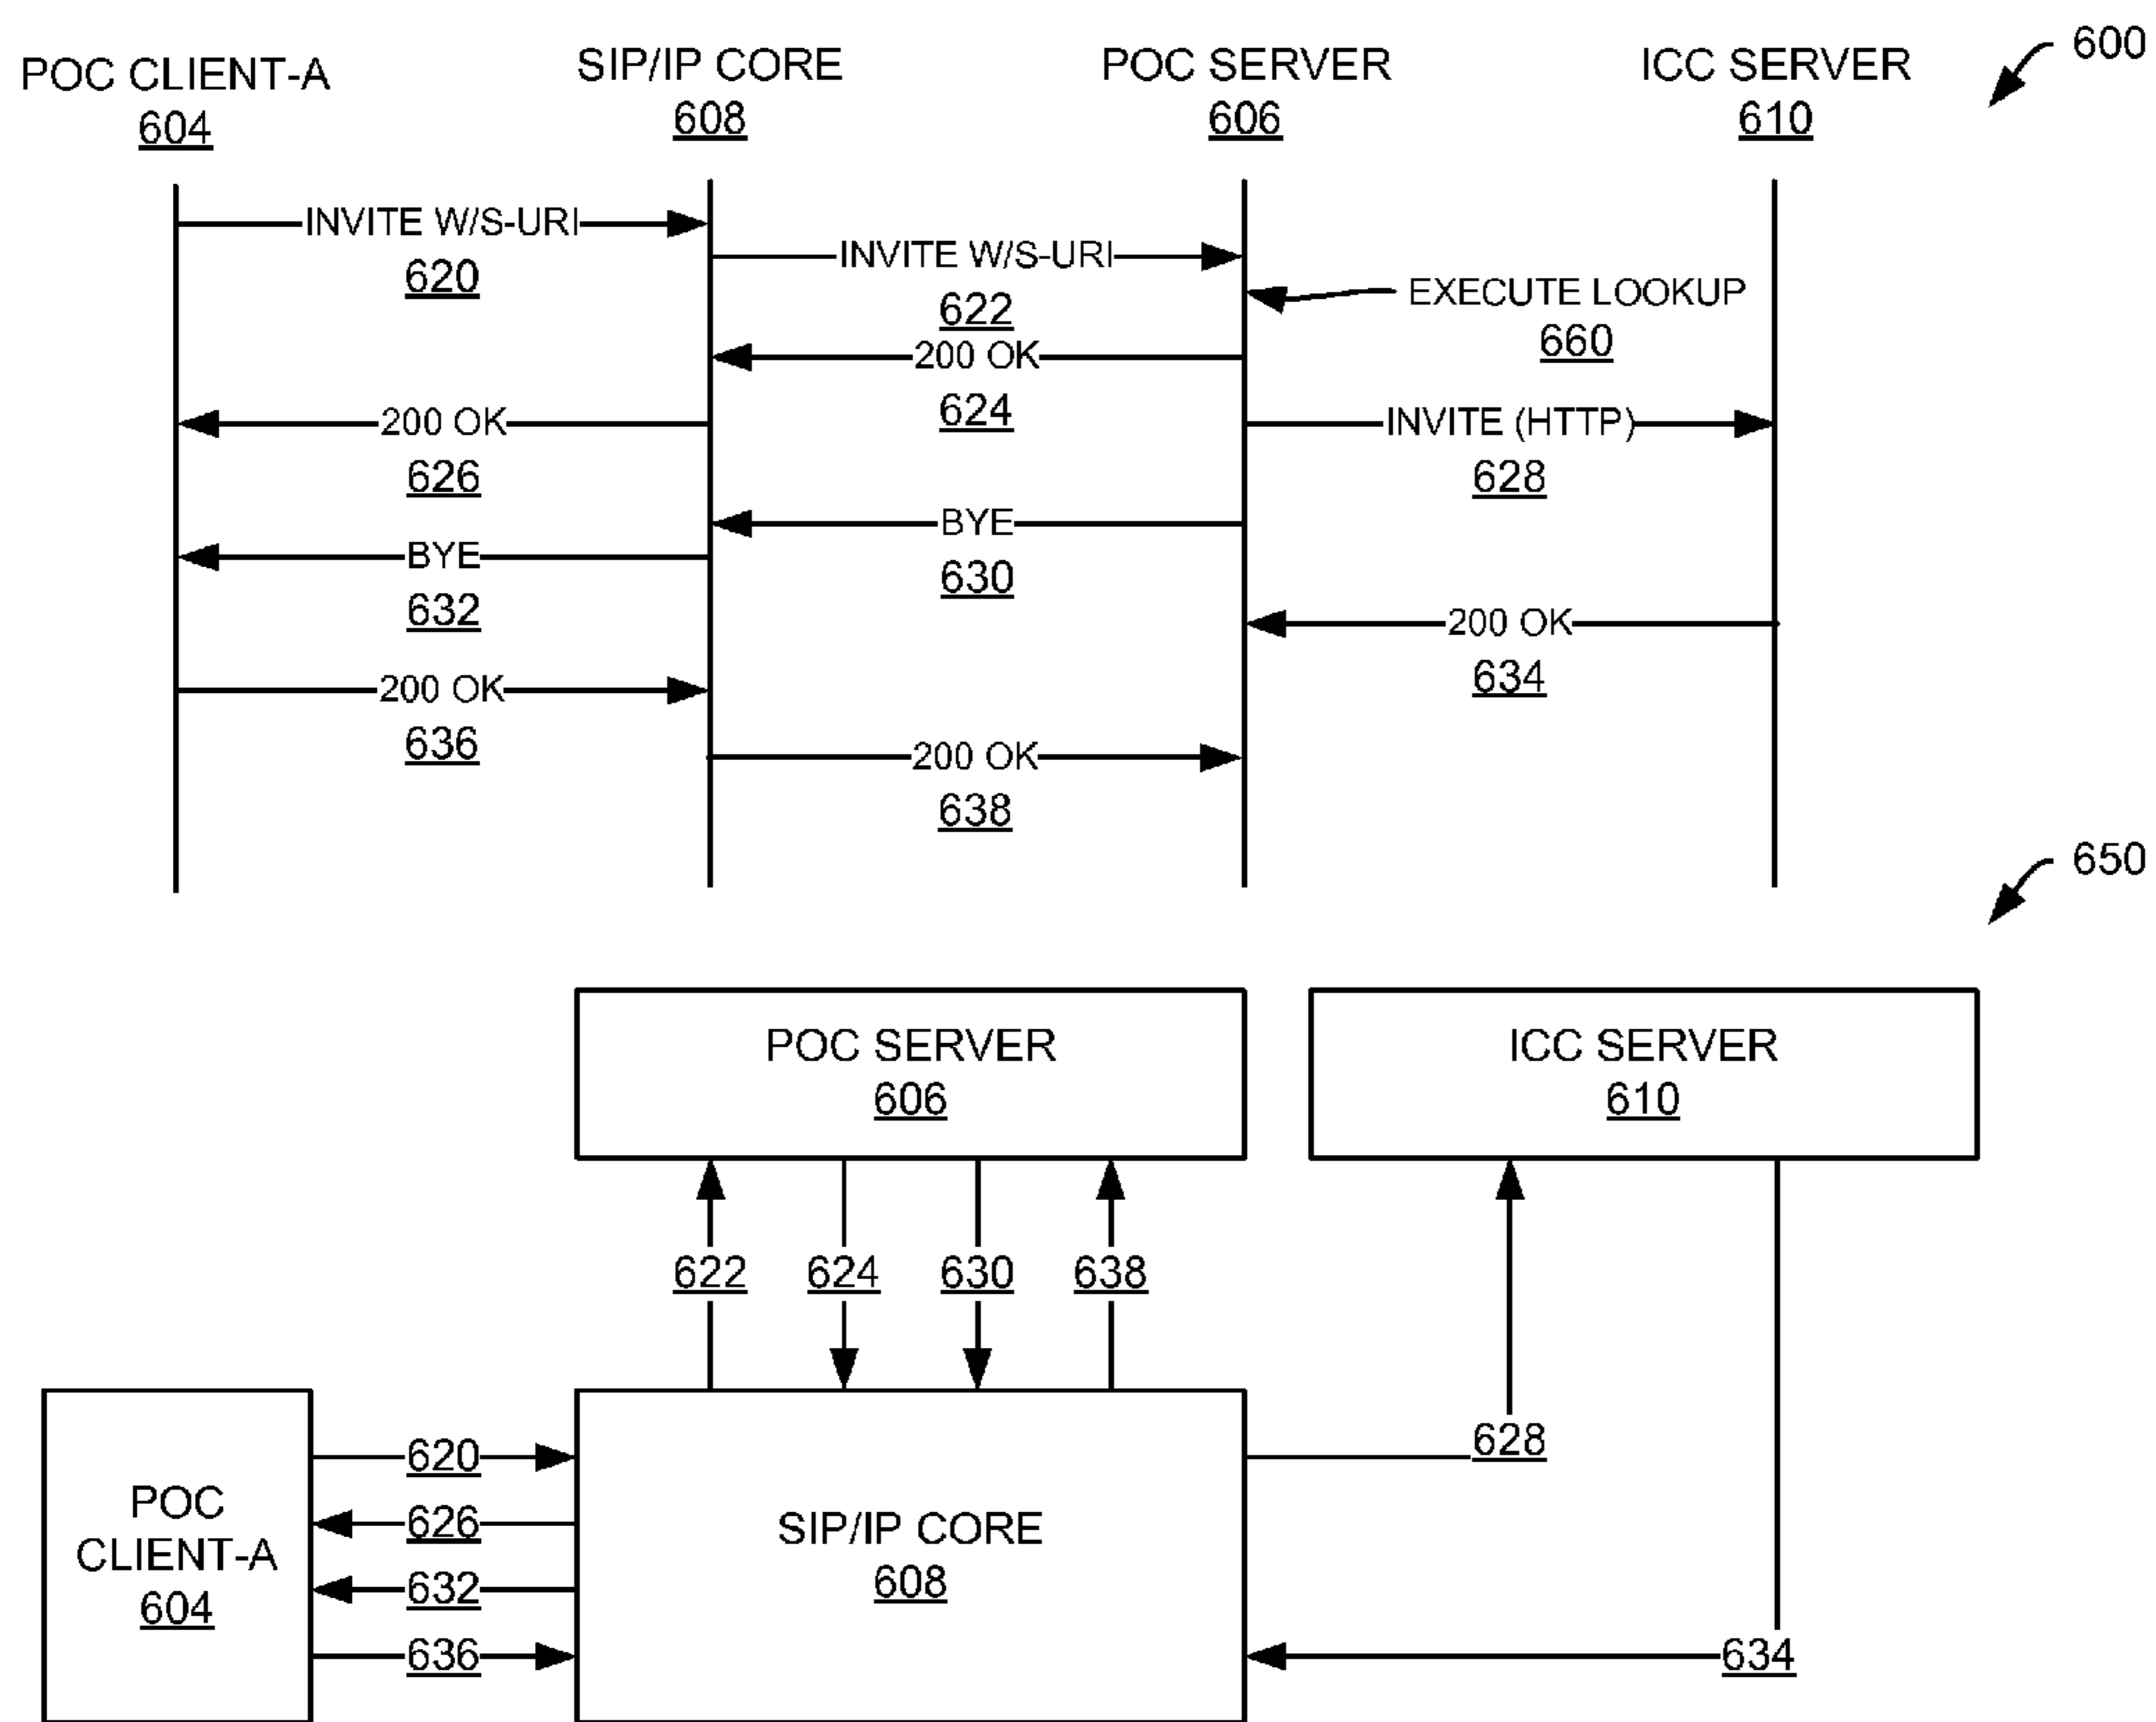 600
POC CLIENT-A
604
SIP/IP CORE
608
POC SERVER
606
ICC SERVER
610
INVITE W/S-URI
620
INVITE W/S-URI
622
EXECUTE LOOKUP
660
200 OK
624
200 OK
626
INVITE (HTTP)
628
BYE
630
BYE
632
200 OK
634
200 OK
636
200 OK
638
650
POC SERVER
606
ICC SERVER
610
622 624 630 638
628
620
626
632
636
POC
CLIENT-A
604
SIP/IP CORE
608
634